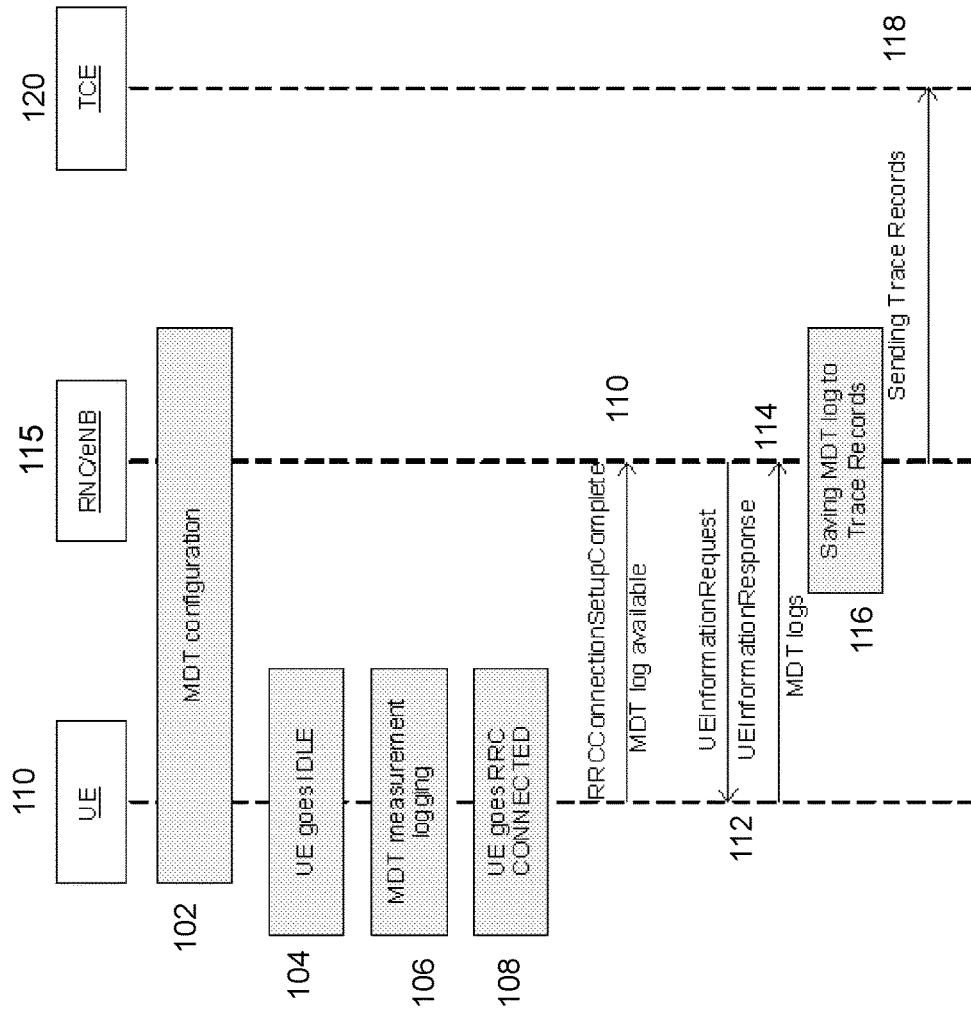 110
115
120
UE
RNC/eNB
TCE
MDT configuration
102
UE goes IDLE
104
MDT measurement
logging
106
UE goes RRC
CONNECTED
108
RRCConnectionSetupComplete
MDT log available
110
UEInformationRequest
112
UEInformationResponse
MDT logs
114
Saving MDT log to
Trace Records
116
Sending Trace Records
118